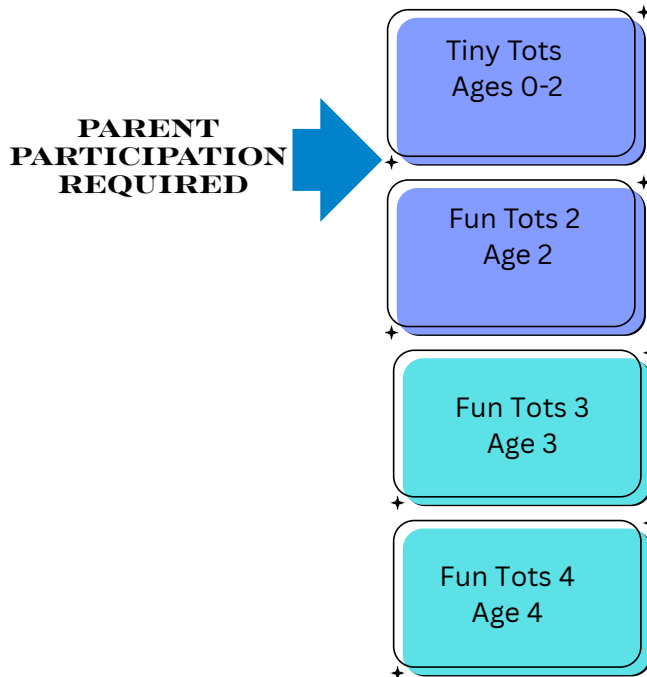 PARENT
PARTICIPATION
REQUIRED
Tiny Tots
Ages 0-2
Fun Tots 2
Age 2
Fun Tots 3
Age 3
Fun Tots 4
Age 4